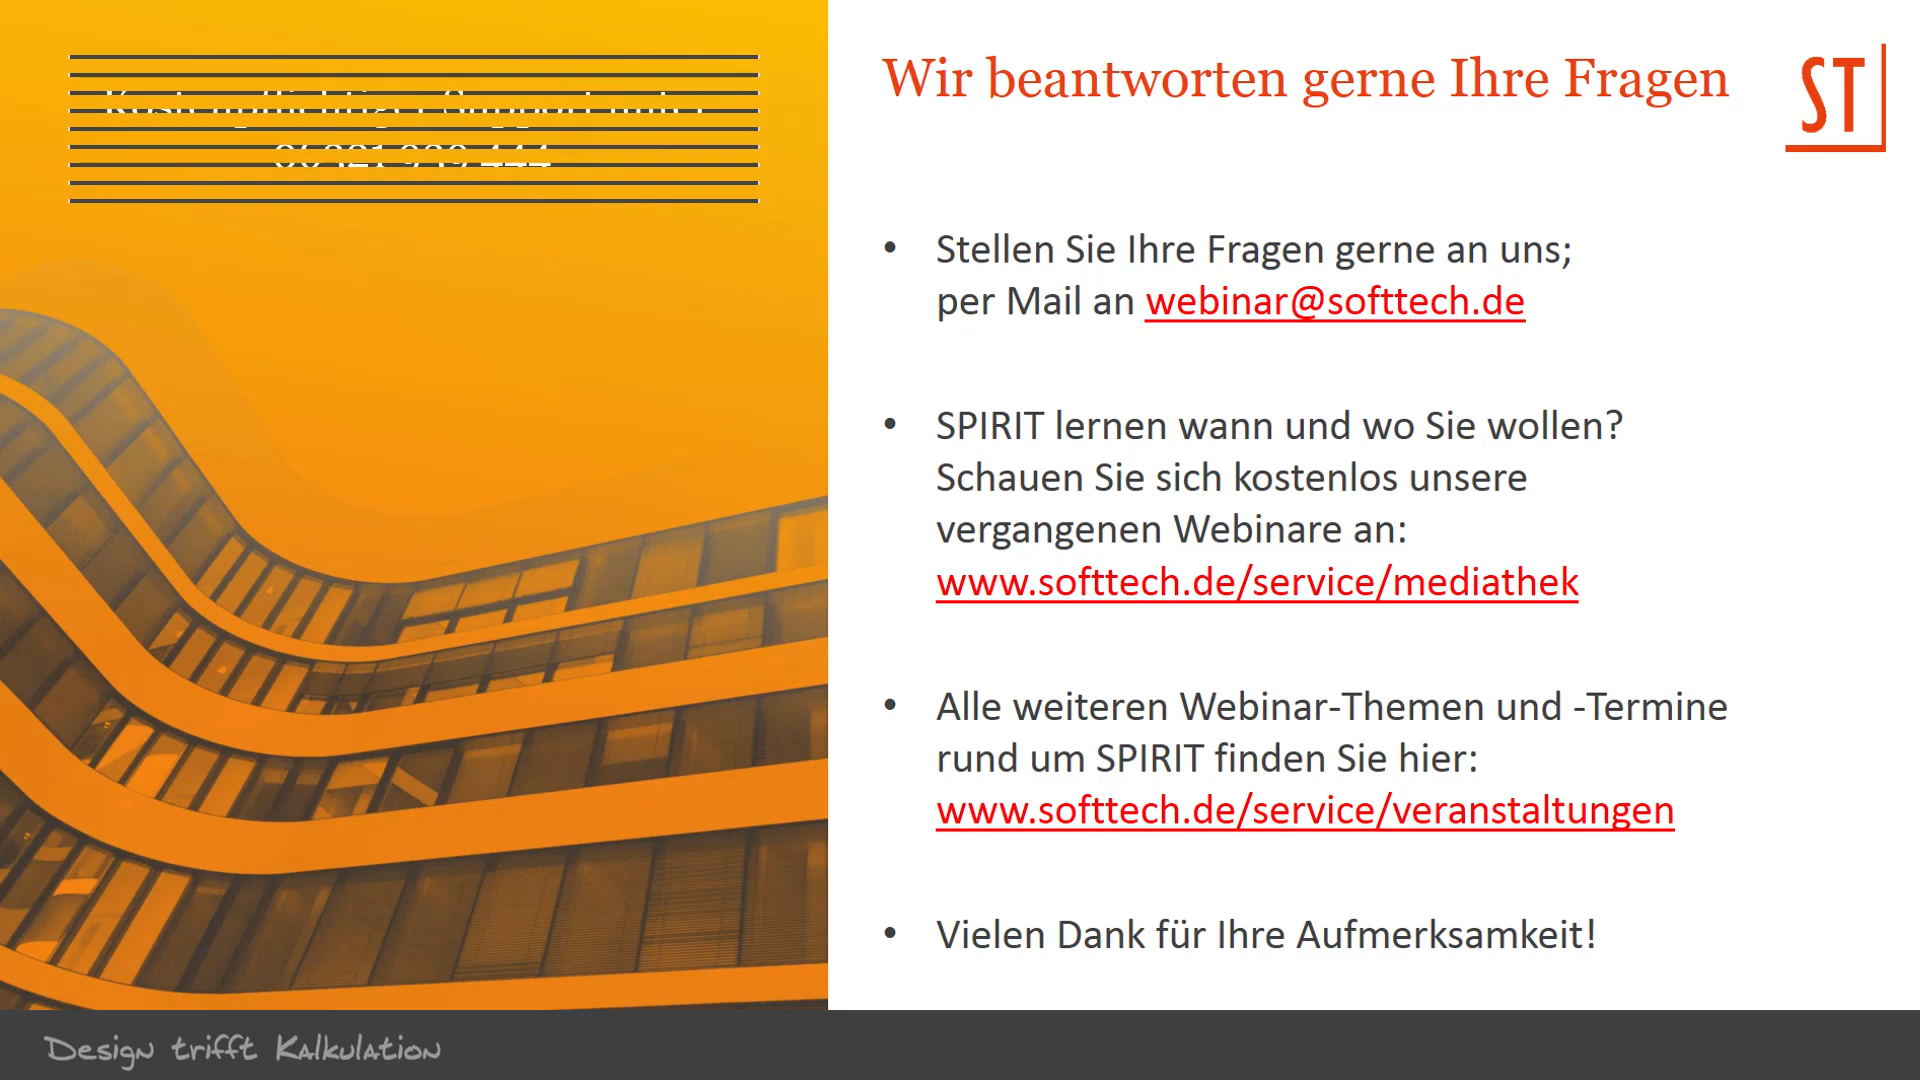 Wir beantworten gerne Ihre Fragen
ST
• Stellen Sie Ihre Fragen gerne an uns;
per Mail an webinar@softtech.de
• SPIRIT lernen wann und wo Sie wollen?
Schauen Sie sich kostenlos unsere
vergangenen Webinare an:
www.softtech.de/service/mediathek
• Alle weiteren Webinar-Themen und -Termine
rund um SPIRIT finden Sie hier:
www.softtech.de/service/veranstaltungen
• Vielen Dank für Ihre Aufmerksamkeit!
Design trifft Kalkulation